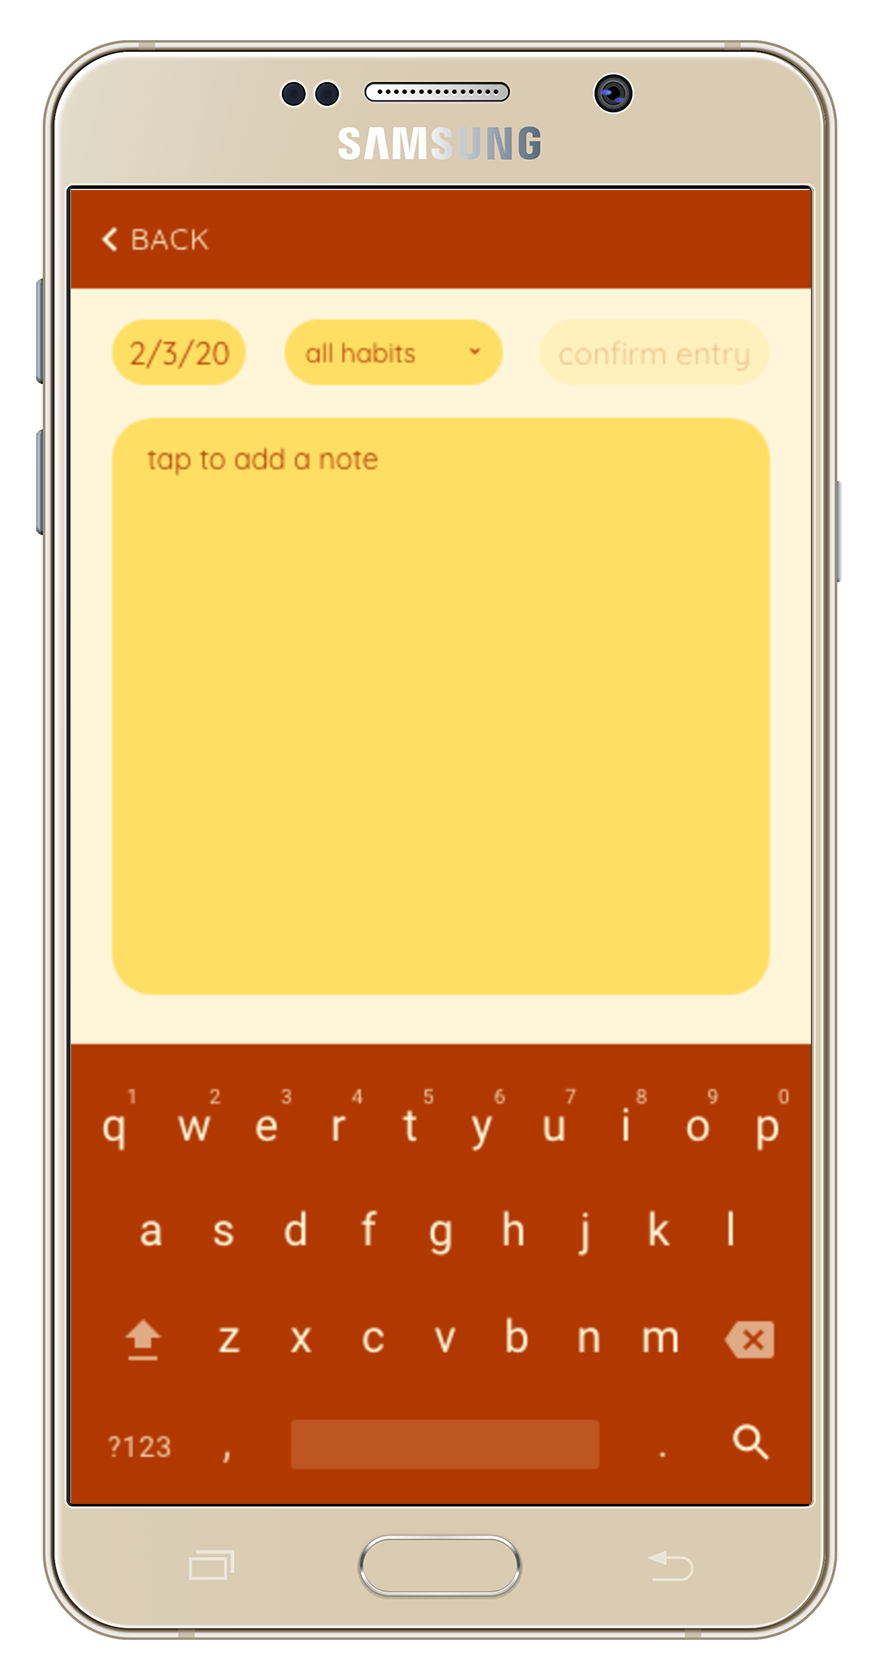 SAMSUNG
BACK
2/3/20 all habits confirm entry
tap to add a note
1 2 3 4 5 6 7 8 9 0
q w e r t y u i o p
a s d f g h j k l
z x c v b n m
?123 , .